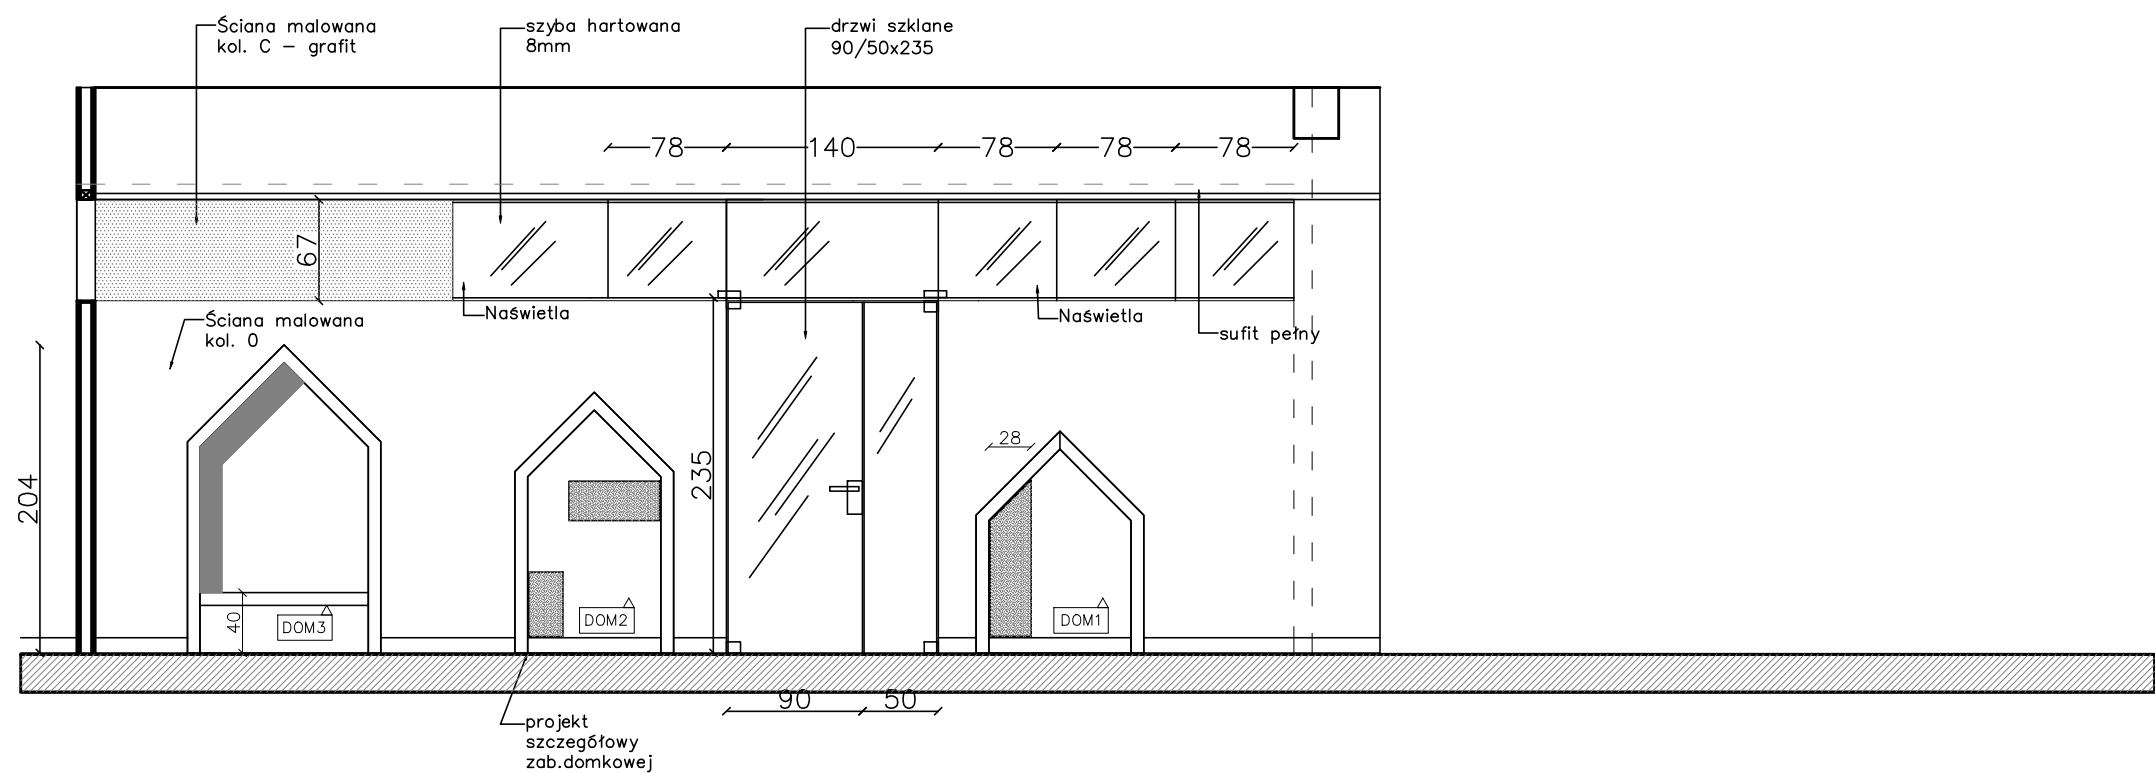 Ściana malowana
kol. C – grafit
szyba hartowana
8mm
drzwi szklane
90/50x235
78
140
78
78
78
67
Naświetla
Naświetla
sufit pełny
Ściana malowana
kol. 0
204
235
28
40
DOM3
DOM2
DOM1
90
50
projekt
szczegółowy
zab.domkowej